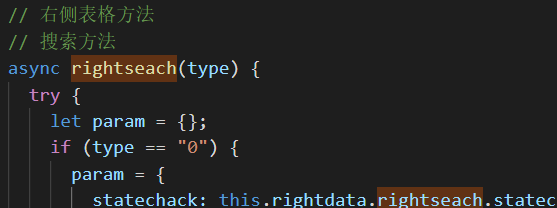 // 右侧表格方法
// 搜索方法
async rightseach(type) {
try {
let param = {};
if (type == "0") {
param = {
statechack: this.rightdata.rightseach.statec